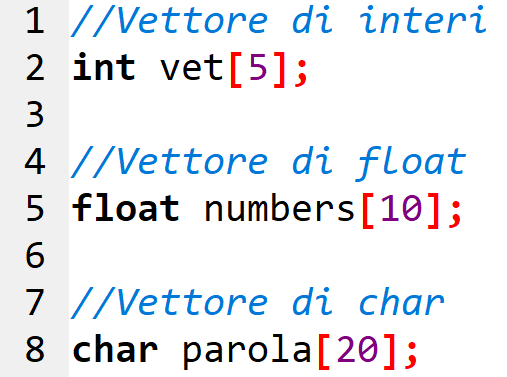 1 //Vettore di interi
2 int vet[5];
3
4 //Vettore di float
5 float numbers[10];
6
7 //Vettore di char
8 char parola[20];